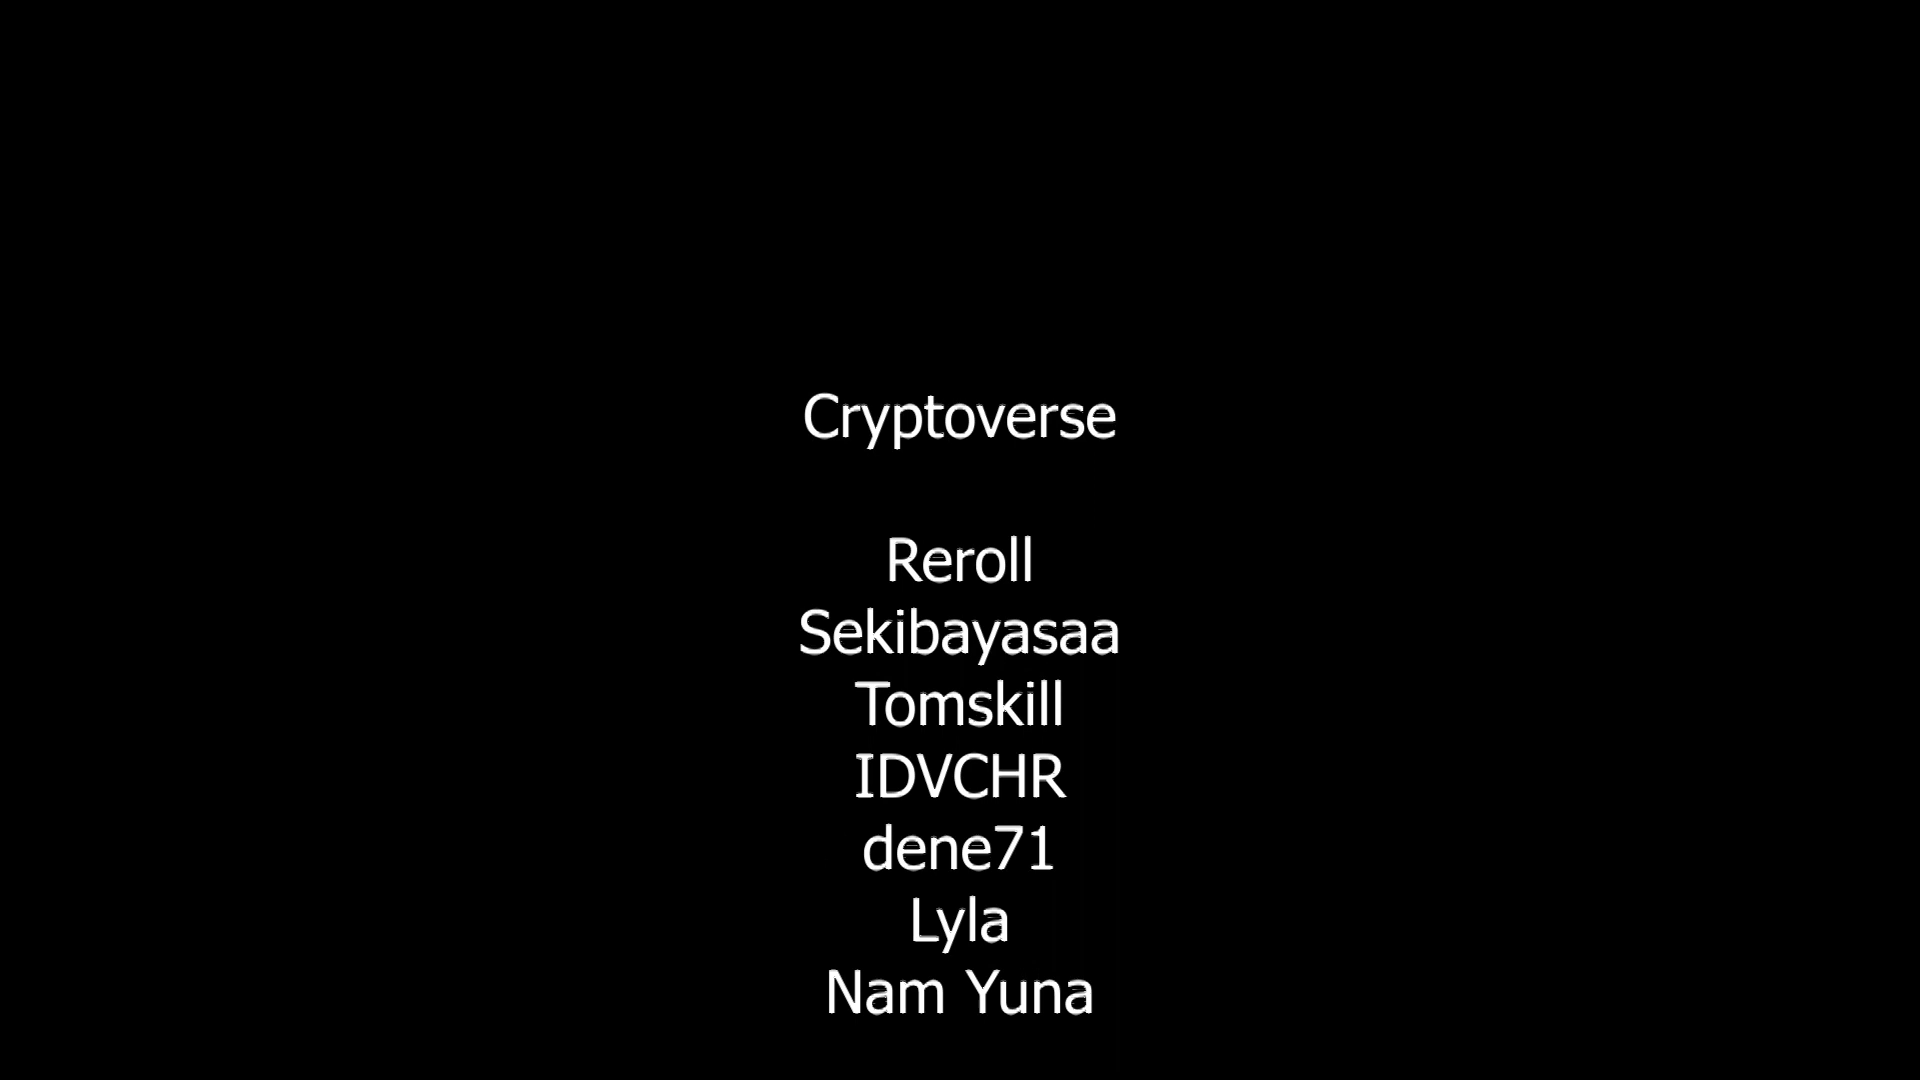 Cryptoverse
Reroll
Sekibayasaa
Tomskill
IDVCHR
dene71
Lyla
Nam Yuna